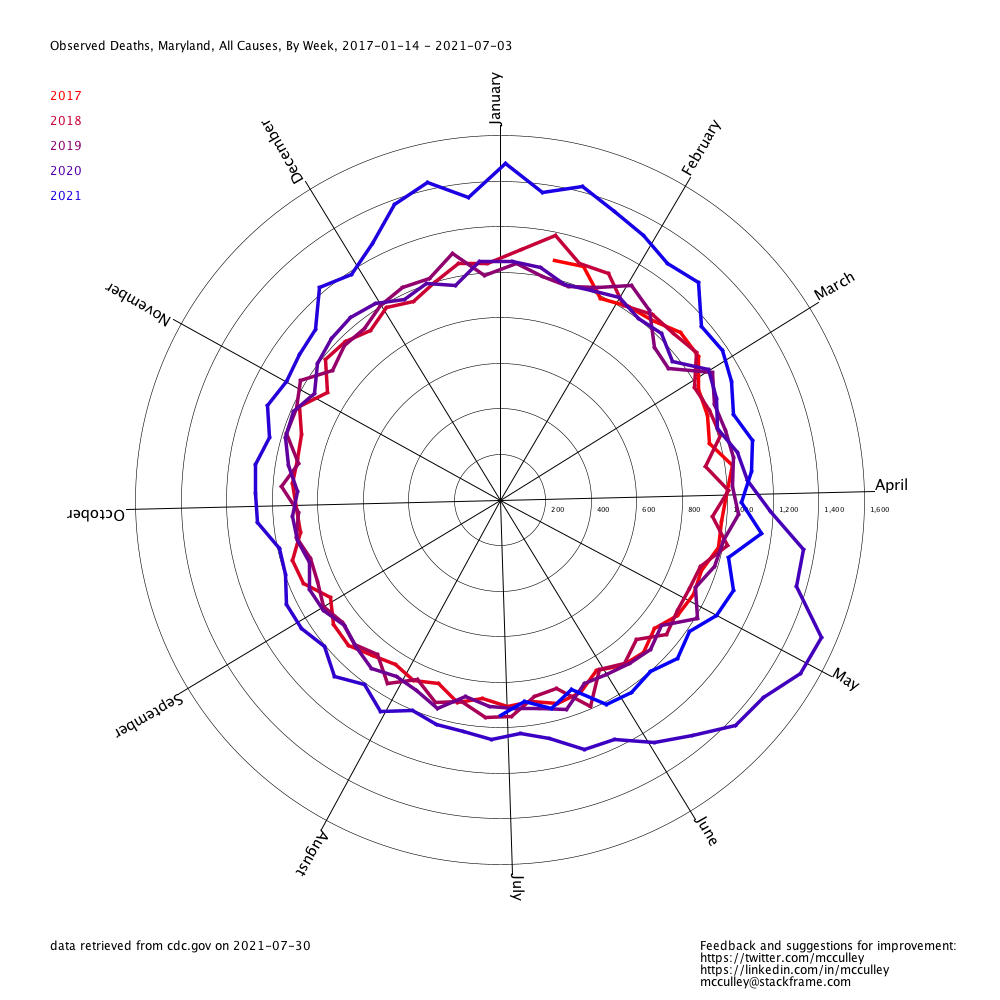 Observed Deaths, Maryland, All Causes, By Week, 2017-01-14 - 2021-07-03
2017
2018
2019
2020
2021
January
February
March
April
May
June
July
August
September
October
November
December
200
400
600
800
1,000
1,200
1,400
1,600
data retrieved from cdc.gov on 2021-07-30
Feedback and suggestions for improvement:
https://twitter.com/mcculley
https://linkedin.com/in/mcculley
mcculley@stackframe.com